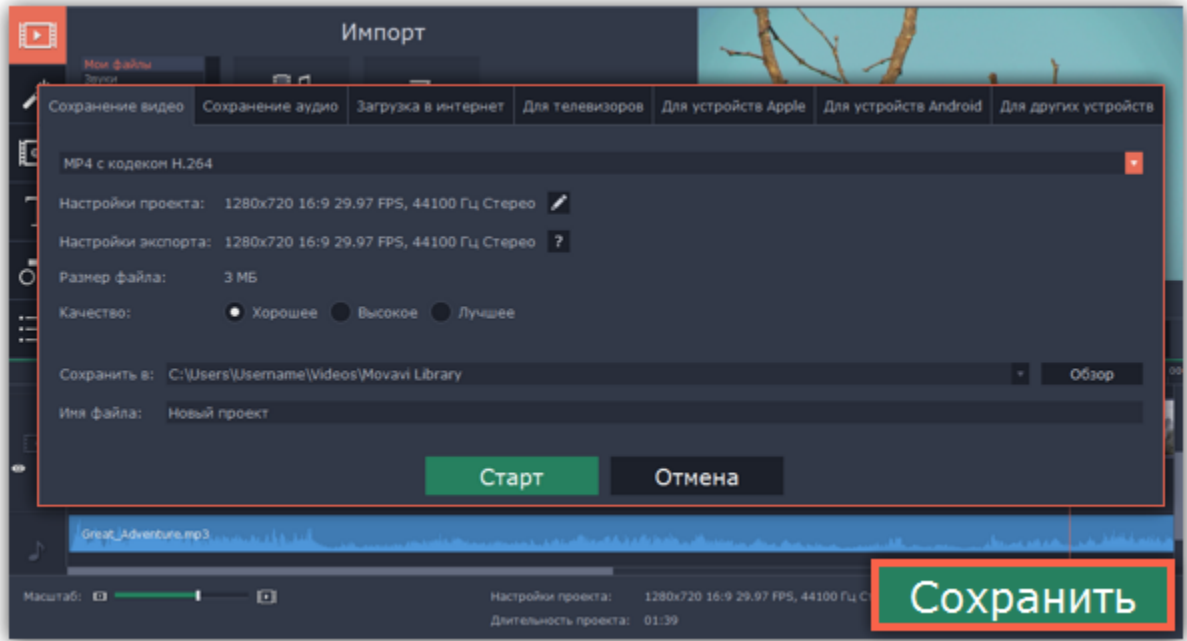 Импорт
Мои файлы
Звуки
Сохранение видео Сохранение аудио Загрузка в интернет Для телевизоров Для устройств Apple Для устройств Android Для других устройств
MP4 с кодеком H.264
Настройки проекта: 1280x720 16:9 29.97 FPS, 44100 Гц Стерео
Настройки экспорта: 1280x720 16:9 29.97 FPS, 44100 Гц Стерео ?
Размер файла: 3 МБ
Качество: Хорошее Высокое Лучшее
Сохранить в: C:\Users\Username\Videos\Movavi Library Обзор
Имя файла: Новый проект
Старт Отмена
Great_Adventure.mp3
Масштаб: Настройки проекта: 1280x720 16:9 29.97 FPS, 44100 Гц
Длительность проекта: 01:39
Сохранить